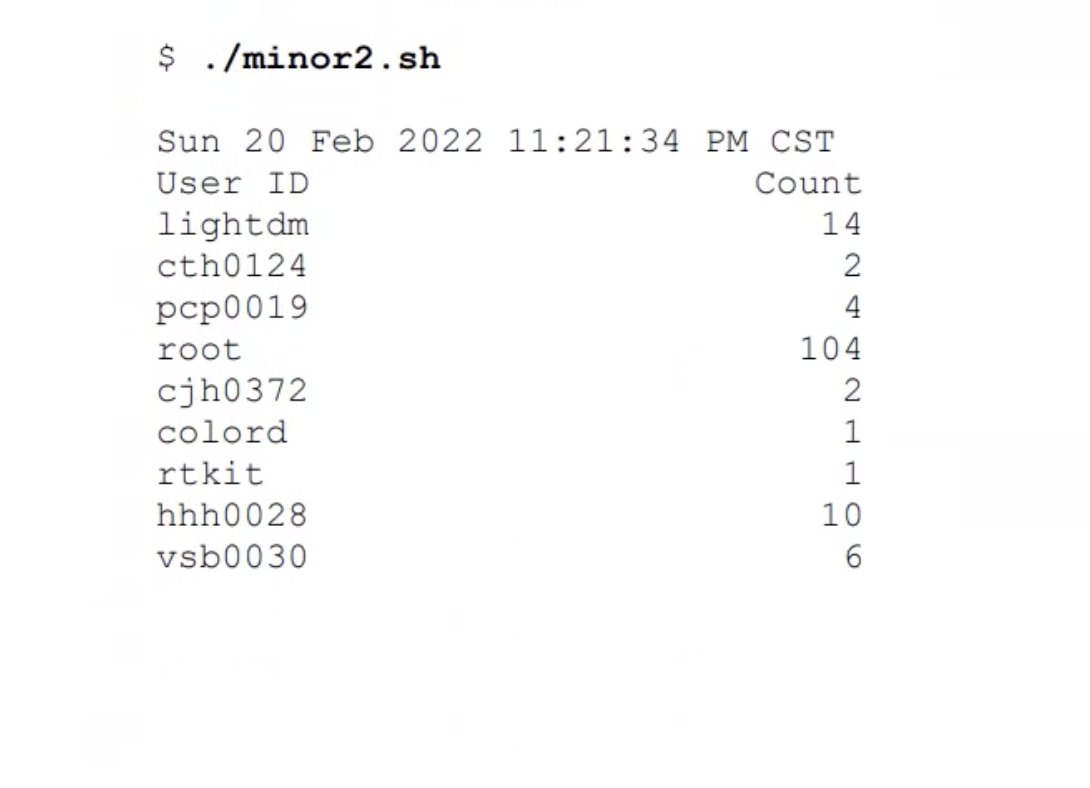 $ ./minor2.sh
Sun 20 Feb 2022 11:21:34 PM CST
User ID Count
lightdm 14
cth0124 2
pcp0019 4
root 104
cjh0372 2
colord 1
rtkit 1
hhh0028 10
vsb0030 6